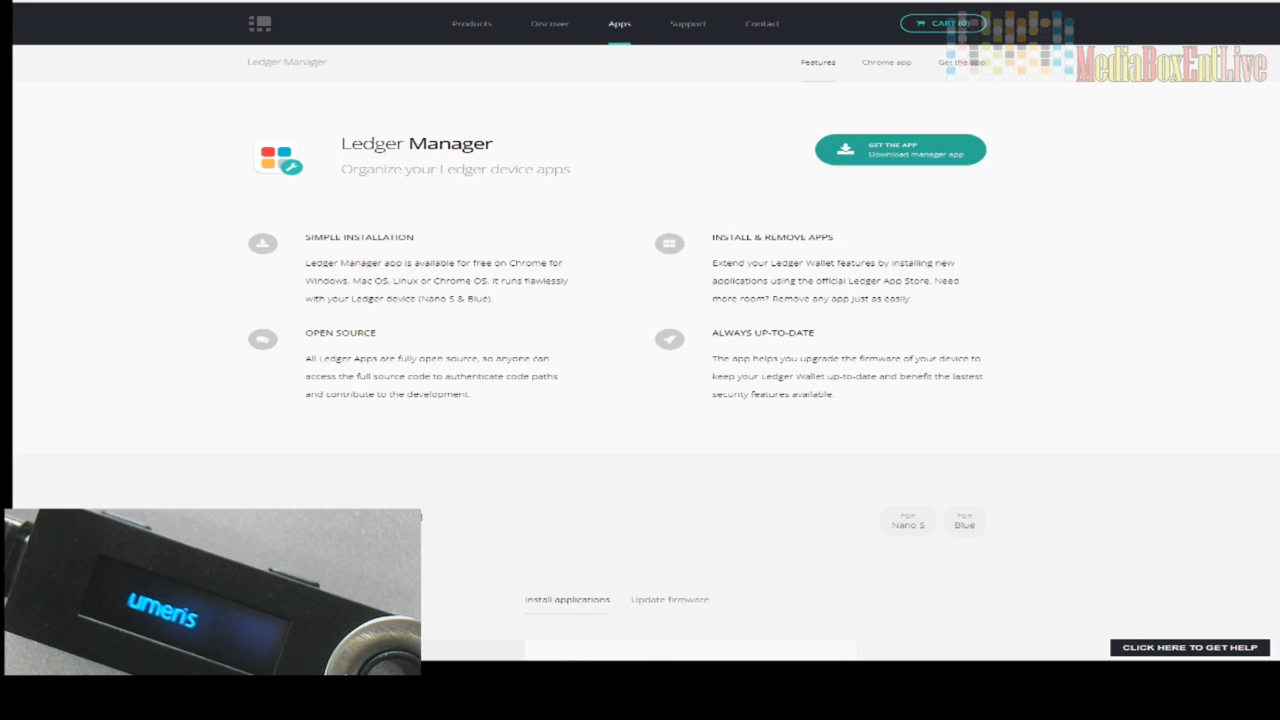 Products Discover Apps Support Contact CART (0)
MediaBoxEntLive
Ledger Manager Features Chrome app Get the app
Ledger Manager
Organize your Ledger device apps
GET THE APP
Download manager app
SIMPLE INSTALLATION
Ledger Manager app is available for free on Chrome for
Windows, Mac OS, Linux or Chrome OS. It runs flawlessly
with your Ledger device (Nano S & Blue).
INSTALL & REMOVE APPS
Extend your Ledger Wallet features by installing new
applications using the official Ledger App Store. Need
more room? Remove any app just as easily.
OPEN SOURCE
All Ledger Apps are fully open source, so anyone can
access the full source code to authenticate code paths
and contribute to the development.
ALWAYS UP-TO-DATE
The app helps you upgrade the firmware of your device to
keep your Ledger Wallet up-to-date and benefit the lastest
security features available.
FOR
Nano S
FOR
Blue
Install applications Update firmware
umeris
CLICK HERE TO GET HELP